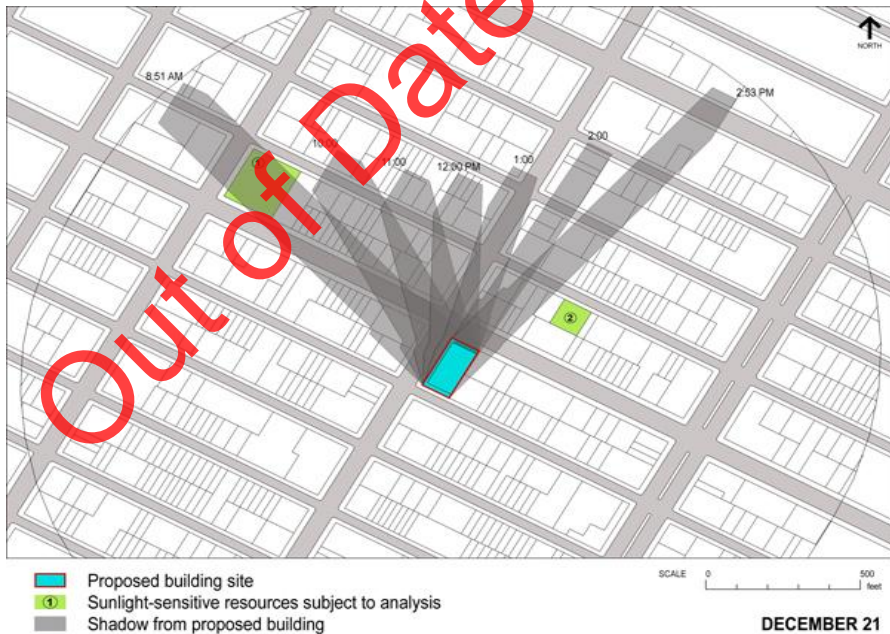 NORTH
8:51 AM
2:53 PM
10:00
11:00
12:00 PM
1:00
2:00
①
②
Out of Date
Proposed building site
① Sunlight-sensitive resources subject to analysis
Shadow from proposed building
SCALE 0 500
feet
DECEMBER 21